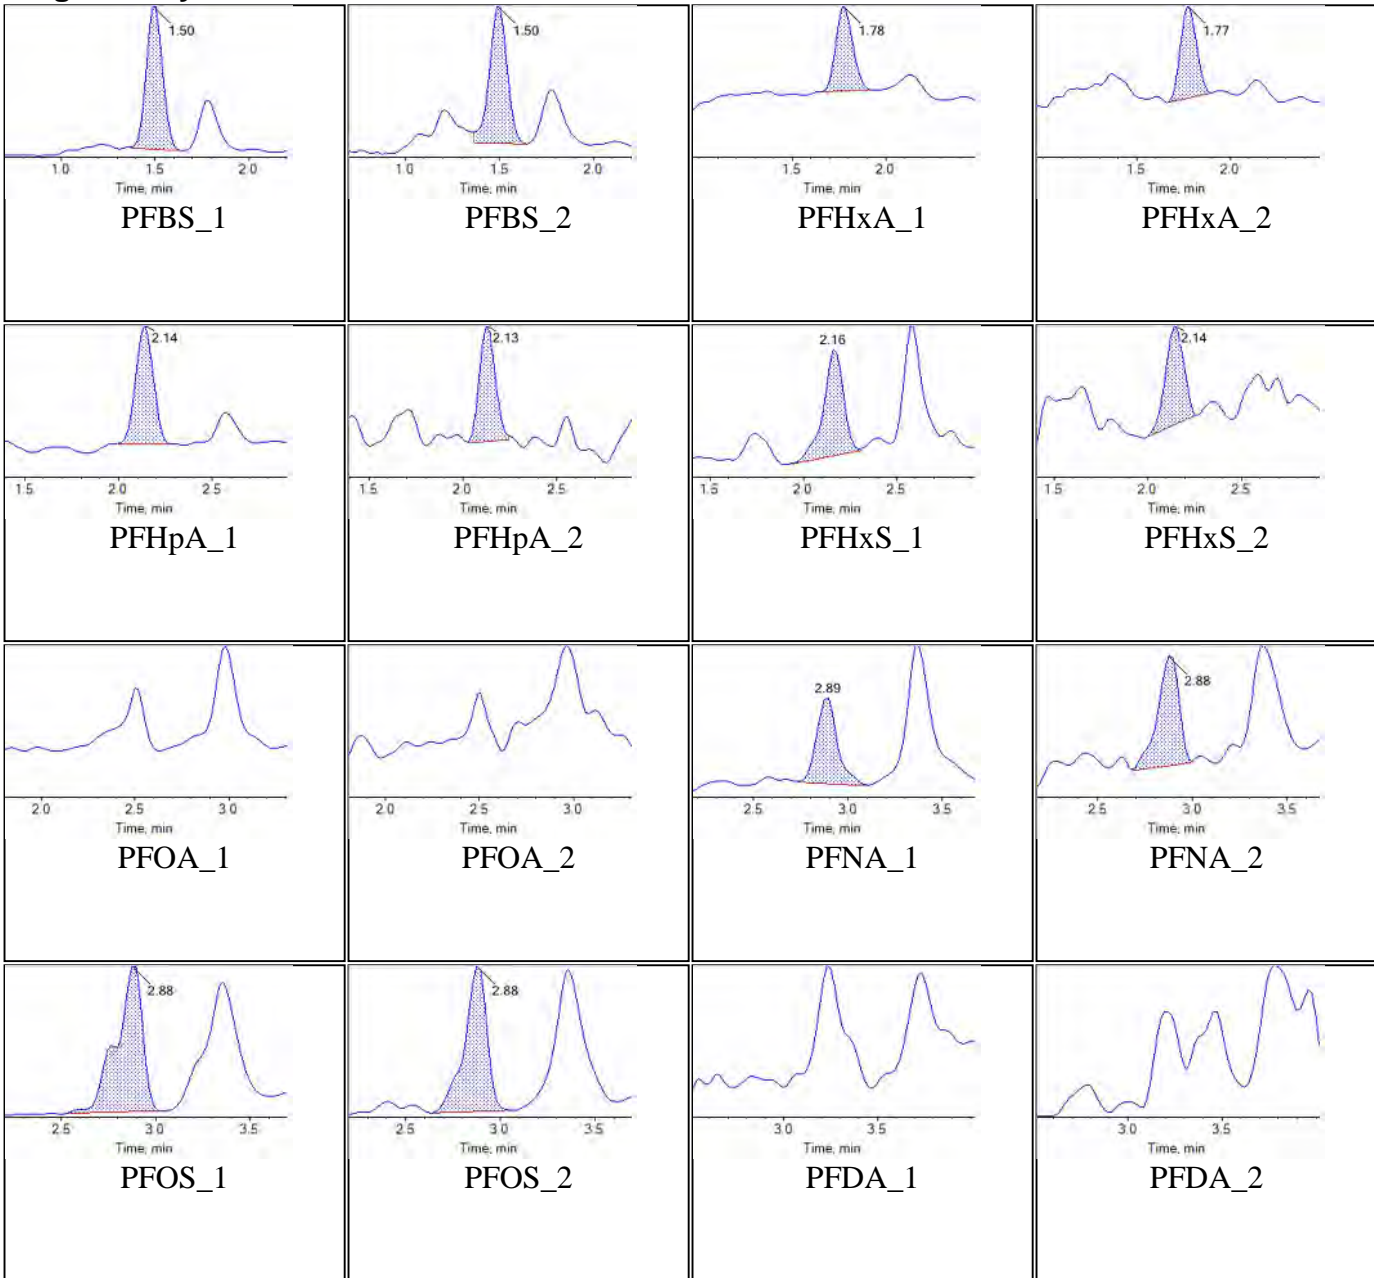 1.50 1.50 1.78 1.77
1.0 1.5 2.0 1.0 1.5 2.0 1.5 2.0 1.5 2.0
Time, min Time, min Time, min Time, min
PFBS_1 PFBS_2 PFHxA_1 PFHxA_2
2.14 2.13 2.16 2.14
1.5 2.0 2.5 1.5 2.0 2.5 1.5 2.0 2.5 1.5 2.0 2.5
Time, min Time, min Time, min Time, min
PFHpA_1 PFHpA_2 PFHxS_1 PFHxS_2
2.89 2.88
2.0 2.5 3.0 2.0 2.5 3.0 2.5 3.0 3.5 2.5 3.0 3.5
Time, min Time, min Time, min Time, min
PFOA_1 PFOA_2 PFNA_1 PFNA_2
2.88 2.88
2.5 3.0 3.5 2.5 3.0 3.5 3.0 3.5 3.0 3.5
Time, min Time, min Time, min Time, min
PFOS_1 PFOS_2 PFDA_1 PFDA_2